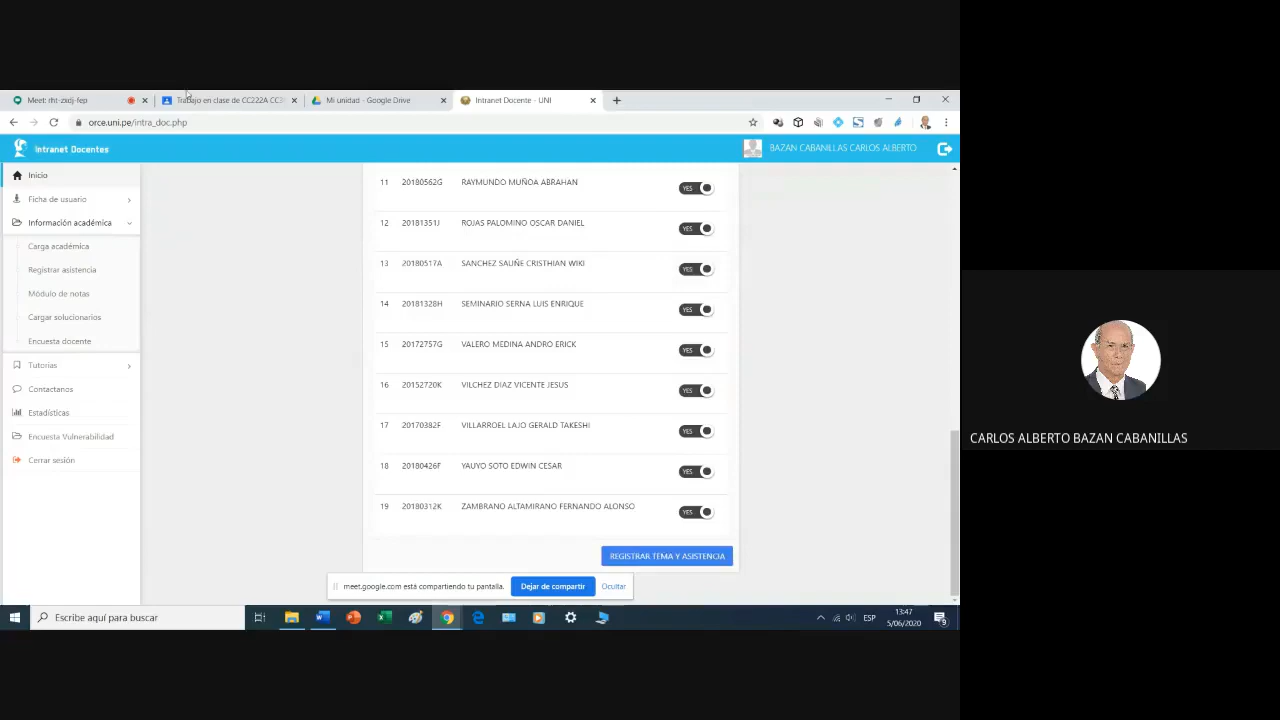 Meet: rht-zxdj-fep
Trabajo en clase de CC222A CC3
Mi unidad - Google Drive
Intranet Docente - UNI
orce.uni.pe/intra_doc.php
Intranet Docentes
BAZAN CABANILLAS CARLOS ALBERTO
Inicio
Ficha de usuario
Información académica
Carga académica
Registrar asistencia
Módulo de notas
Cargar solucionarios
Encuesta docente
Tutorias
Contactanos
Estadísticas
Encuesta Vulnerabilidad
Cerrar sesión
11 20180562G RAYMUNDO MUÑOA ABRAHAN YES
12 20181351J ROJAS PALOMINO OSCAR DANIEL YES
13 20180517A SANCHEZ SAUÑE CRISTHIAN WIKI YES
14 20181328H SEMINARIO SERNA LUIS ENRIQUE YES
15 20172757G VALERO MEDINA ANDRO ERICK YES
16 20152720K VILCHEZ DIAZ VICENTE JESUS YES
17 20170382F VILLARROEL LAJO GERALD TAKESHI YES
18 20180426F YAUYO SOTO EDWIN CESAR YES
19 20180312K ZAMBRANO ALTAMIRANO FERNANDO ALONSO YES
REGISTRAR TEMA Y ASISTENCIA
meet.google.com está compartiendo tu pantalla. Dejar de compartir Ocultar
Escribe aquí para buscar
ESP
13:47
5/06/2020
9
CARLOS ALBERTO BAZAN CABANILLAS